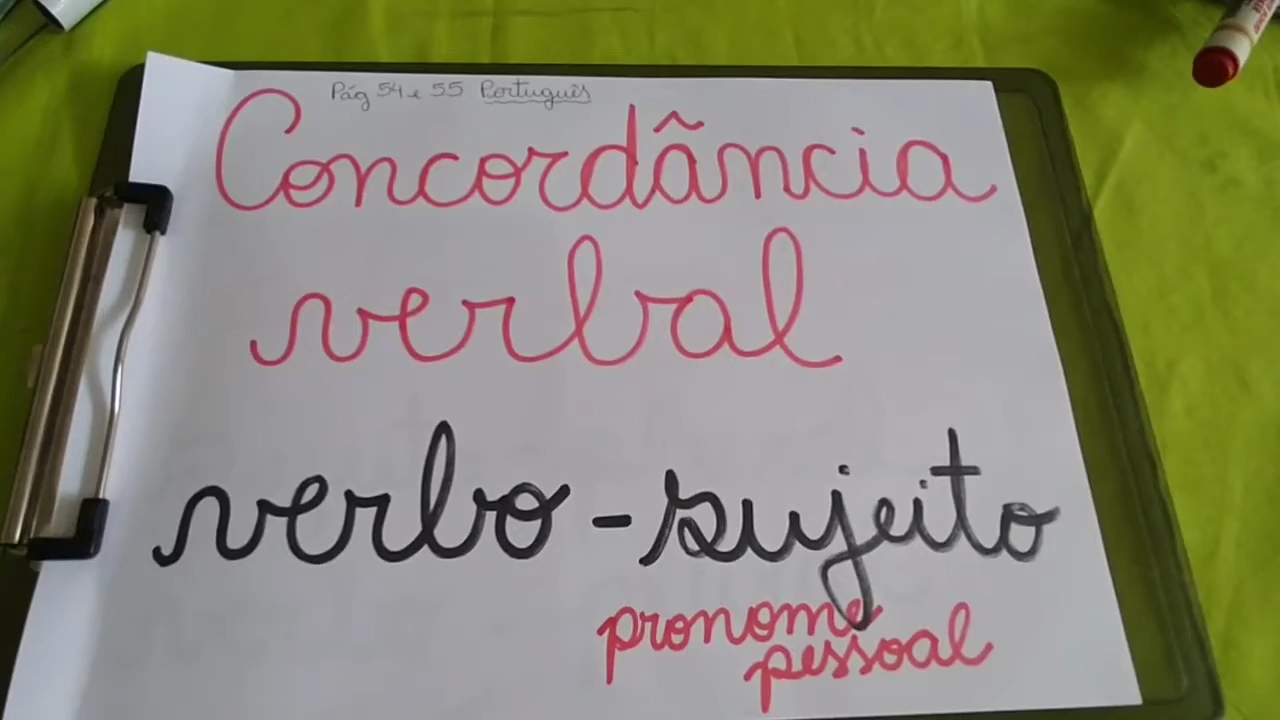 Pág 54 e 55 Português
Concordância
verbal
verbo - sujeito
pronome
pessoal